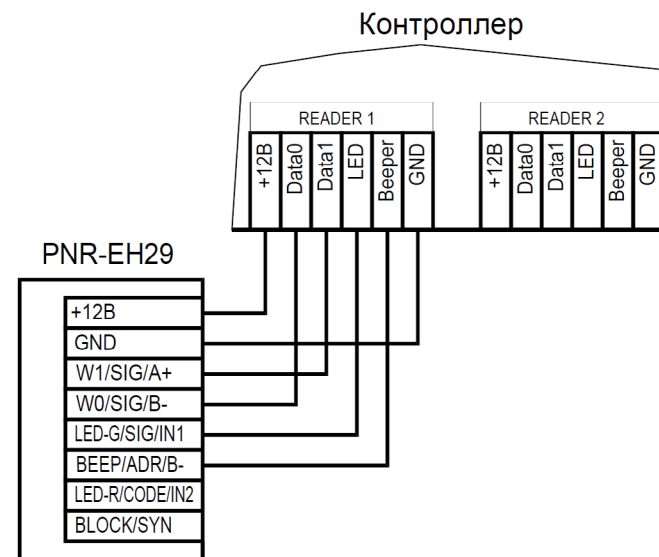 Контроллер
READER 1
READER 2
+12В
Data0
Data1
LED
Beeper
GND
+12В
Data0
Data1
LED
Beeper
GND
PNR-EH29
+12В
GND
W1/SIG/A+
W0/SIG/B-
LED-G/SIG/IN1
BEEP/ADR/B-
LED-R/CODE/IN2
BLOCK/SYN